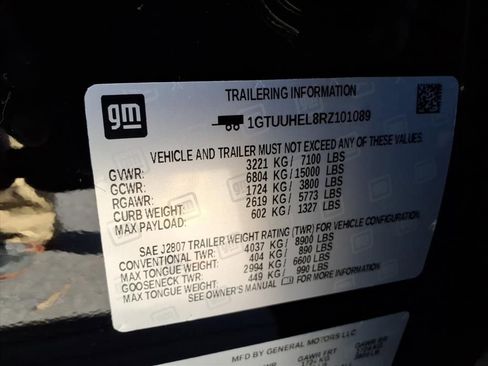 gm
TRAILERING INFORMATION
1GTUUHEL8RZ101089
VEHICLE AND TRAILER MUST NOT EXCEED ANY OF THESE VALUES:
GVWR: 3221 KG / 7100 LBS
GCWR: 6804 KG / 15000 LBS
RGAWR: 1724 KG / 3800 LBS
CURB WEIGHT: 2619 KG / 5773 LBS
MAX PAYLOAD: 602 KG / 1327 LBS
SAE J2807 TRAILER WEIGHT RATING (TWR) FOR VEHICLE CONFIGURATION
CONVENTIONAL TWR: 4037 KG / 8900 LBS
MAX TONGUE WEIGHT: 404 KG / 890 LBS
GOOSENECK TWR: 2994 KG / 6600 LBS
MAX TONGUE WEIGHT: 449 KG / 990 LBS
SEE OWNER'S MANUAL FOR MORE INFORMATION
MFD BY GENERAL MOTORS LLC
GAWR FRT GAWR RR